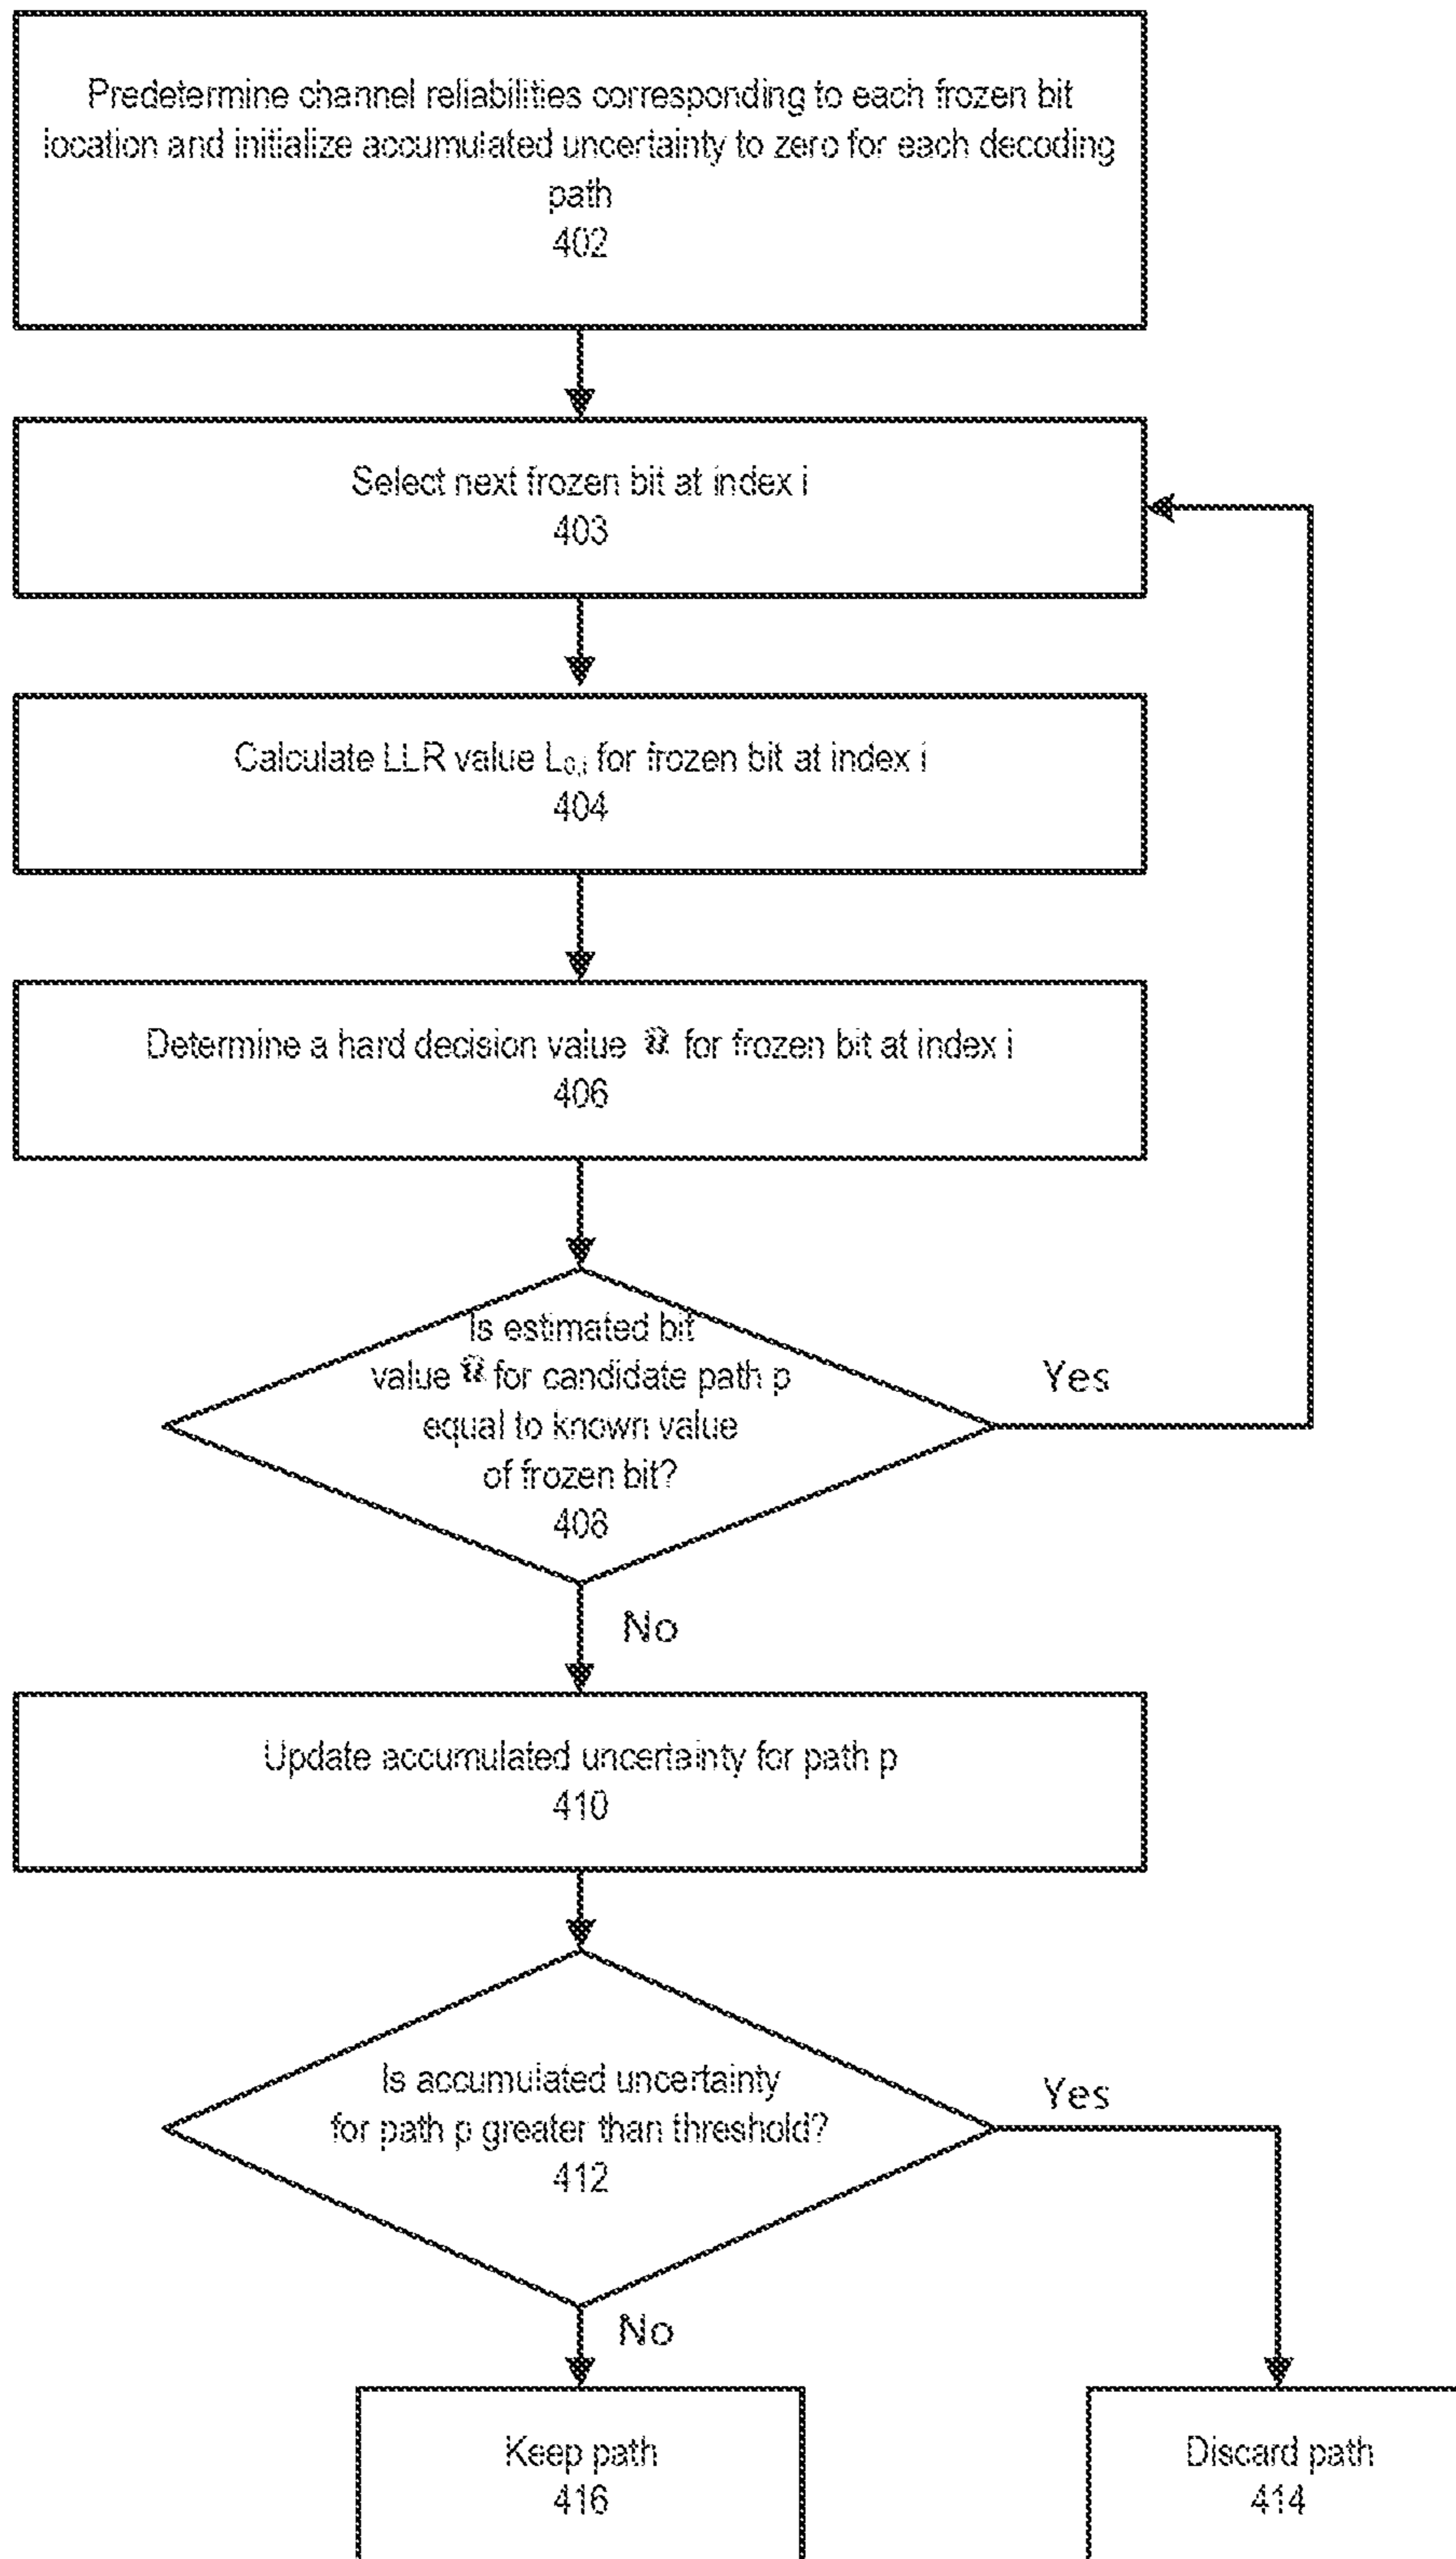 Predetermine channel reliabilities corresponding to each frozen bit
location and initialize accumulated uncertainty to zero for each decoding
path
402
Select next frozen bit at index i
403
Calculate LLR value L₀,ᵢ for frozen bit at index i
404
Determine a hard decision value û for frozen bit at index i
406
Is estimated bit
value û for candidate path p
equal to known value
of frozen bit?
408
Yes
No
Update accumulated uncertainty for path p
410
Is accumulated uncertainty
for path p greater than threshold?
412
Yes
No
Keep path
416
Discard path
414